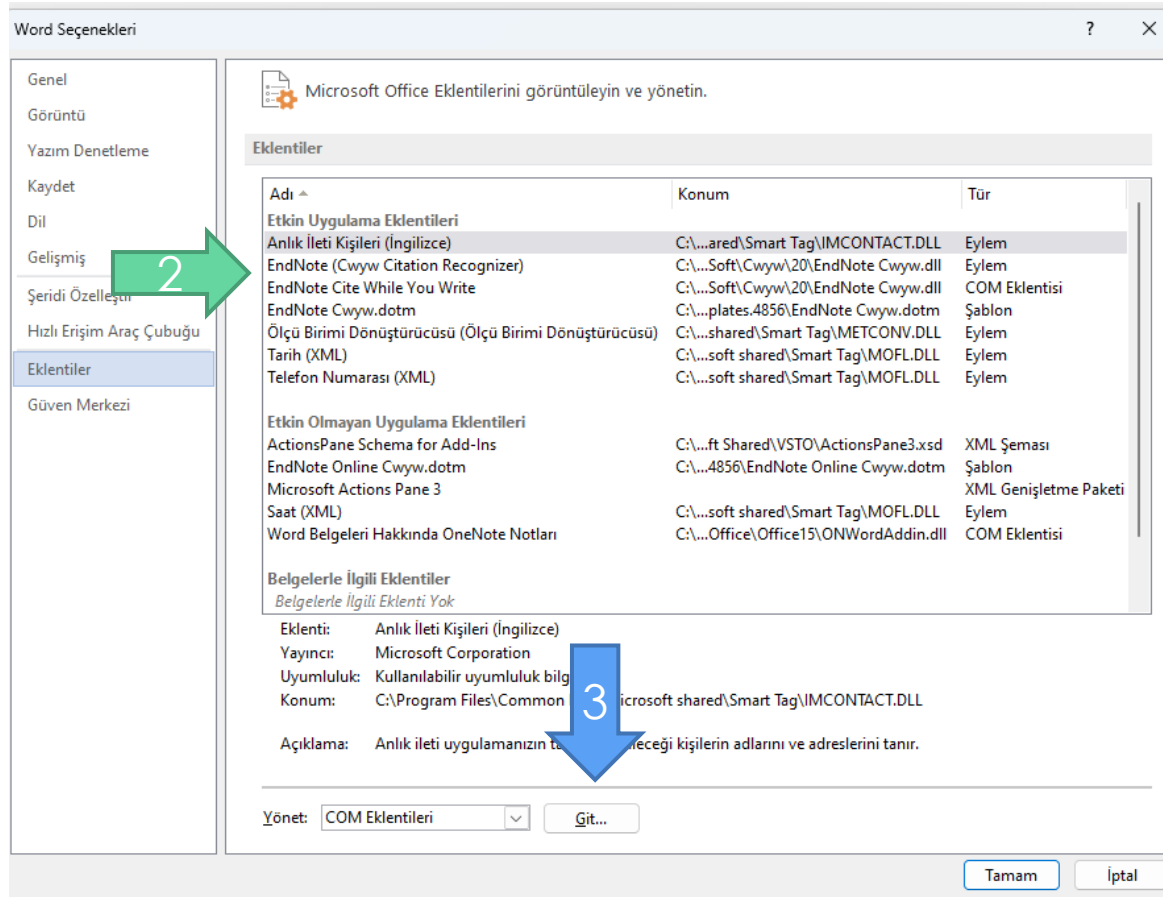 Word Seçenekleri ? ×
Genel
Görüntü
Yazım Denetleme
Kaydet
Dil
Gelişmiş
Şeridi Özelleştir
Hızlı Erişim Araç Çubuğu
Eklentiler
Güven Merkezi
2
Microsoft Office Eklentilerini görüntüleyin ve yönetin.
Eklentiler
Adı Konum Tür
Etkin Uygulama Eklentileri
Anlık İleti Kişileri (İngilizce) C:\...ared\Smart Tag\IMCONTACT.DLL Eylem
EndNote (Cwyw Citation Recognizer) C:\...Soft\Cwyw\20\EndNote Cwyw.dll Eylem
EndNote Cite While You Write C:\...Soft\Cwyw\20\EndNote Cwyw.dll COM Eklentisi
EndNote Cwyw.dotm C:\...plates.4856\EndNote Cwyw.dotm Şablon
Ölçü Birimi Dönüştürücüsü (Ölçü Birimi Dönüştürücüsü) C:\...shared\Smart Tag\METCONV.DLL Eylem
Tarih (XML) C:\...soft shared\Smart Tag\MOFL.DLL Eylem
Telefon Numarası (XML) C:\...soft shared\Smart Tag\MOFL.DLL Eylem
Etkin Olmayan Uygulama Eklentileri
ActionsPane Schema for Add-Ins C:\...ft Shared\VSTO\ActionsPane3.xsd XML Şeması
EndNote Online Cwyw.dotm C:\...4856\EndNote Online Cwyw.dotm Şablon
Microsoft Actions Pane 3 XML Genişletme Paketi
Saat (XML) C:\...soft shared\Smart Tag\MOFL.DLL Eylem
Word Belgeleri Hakkında OneNote Notları C:\...Office\Office15\ONWordAddin.dll COM Eklentisi
Belgelerle İlgili Eklentiler
Belgelerle İlgili Eklenti Yok
Eklenti: Anlık İleti Kişileri (İngilizce)
Yayıncı: Microsoft Corporation
Uyumluluk: Kullanılabilir uyumluluk bilg
Konum: C:\Program Files\Common icrosoft shared\Smart Tag\IMCONTACT.DLL
3
Açıklama: Anlık ileti uygulamanızın eceği kişilerin adlarını ve adreslerini tanır.
Yönet: COM Eklentileri Git...
Tamam İptal